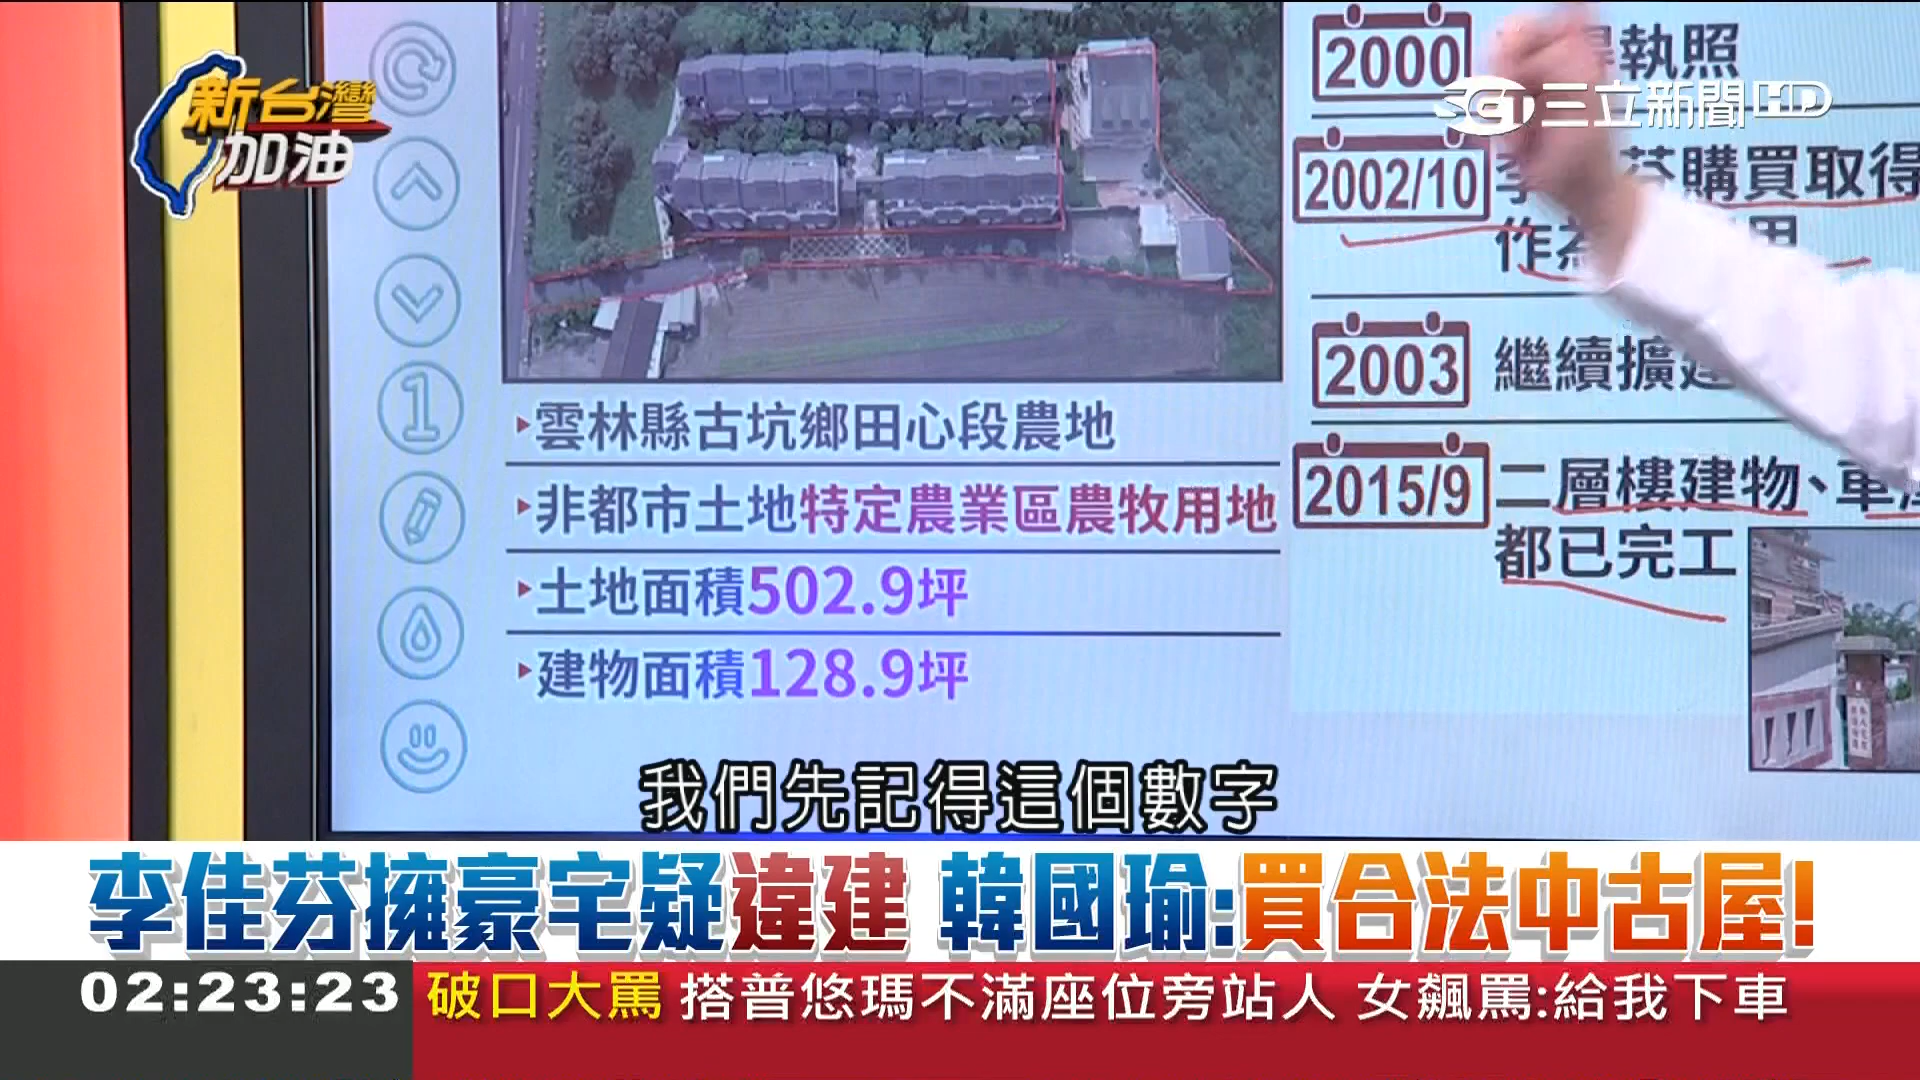 新台灣
加油
三立新聞HD
2000
執照
2002/10
購買取得
作
2003
繼續擴建
2015/9
二層樓建物、車
都已完工
▸雲林縣古坑鄉田心段農地
▸非都市土地特定農業區農牧用地
▸土地面積502.9坪
▸建物面積128.9坪
我們先記得這個數字
李佳芬擁豪宅疑違建 韓國瑜:買合法中古屋!
02:23:23
破口大罵 搭普悠瑪不滿座位旁站人 女飆罵:給我下車